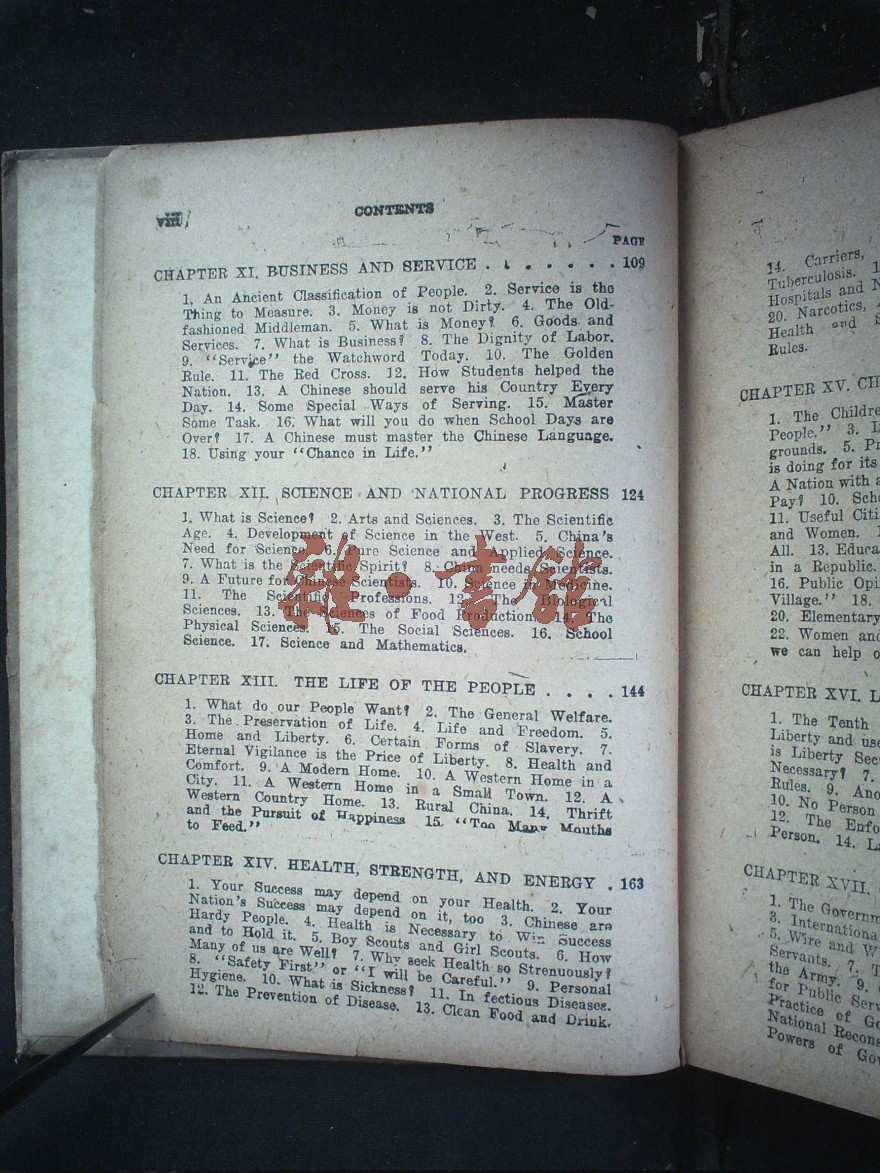 viii
CONTENTS
PAGE
CHAPTER XI. BUSINESS AND SERVICE . . . . . . . 109
1. An Ancient Classification of People. 2. Service is the
Thing to Measure. 3. Money is not Dirty. 4. The Old-
fashioned Middleman. 5. What is Money? 6. Goods and
Services. 7. What is Business? 8. The Dignity of Labor.
9. "Service" the Watchword Today. 10. The Golden
Rule. 11. The Red Cross. 12. How Students helped the
Nation. 13. A Chinese should serve his Country Every
Day. 14. Some Special Ways of Serving. 15. Master
Some Task. 16. What will you do when School Days are
Over? 17. A Chinese must master the Chinese Language.
18. Using your "Chance in Life."
CHAPTER XII. SCIENCE AND NATIONAL PROGRESS 124
1. What is Science? 2. Arts and Sciences. 3. The Scientific
Age. 4. Development of Science in the West. 5. China's
Need for Science. 6. Pure Science and Applied Science.
7. What is the Scientific Spirit? 8. China needs Scientists.
9. A Future for Chinese Scientists. 10. Science in Medicine.
11. The Scientific Professions. 12. The Biological
Sciences. 13. The Sciences of Food Production. 14. The
Physical Sciences. 15. The Social Sciences. 16. School
Science. 17. Science and Mathematics.
CHAPTER XIII. THE LIFE OF THE PEOPLE . . . . 144
1. What do our People Want? 2. The General Welfare.
3. The Preservation of Life. 4. Life and Freedom. 5.
Home and Liberty. 6. Certain Forms of Slavery. 7.
Eternal Vigilance is the Price of Liberty. 8. Health and
Comfort. 9. A Modern Home. 10. A Western Home in a
City. 11. A Western Home in a Small Town. 12. A
Western Country Home. 13. Rural China. 14. Thrift
and the Pursuit of Happiness 15. "Too Many Mouths
to Feed."
CHAPTER XIV. HEALTH, STRENGTH, AND ENERGY . 163
1. Your Success may depend on your Health. 2. Your
Nation's Success may depend on it, too 3. Chinese are
Hardy People. 4. Health is Necessary to Win Success
and to Hold it. 5. Boy Scouts and Girl Scouts. 6. How
Many of us are Well? 7. Why seek Health so Strenuously?
8. "Safety First," or "I will be Careful." 9. Personal
Hygiene. 10. What is Sickness? 11. In fectious Diseases.
12. The Prevention of Disease. 13. Clean Food and Drink.
14. Carriers,
Tuberculosis.
Hospitals and
20. Narcotics,
Health and
Rules.
CHAPTER XV. CH
1. The Childre
People." 3.
grounds. 5. Pr
is doing for its
A Nation with a
Pay? 10. Scho
11. Useful Citi
and Women.
All. 13. Educa
in a Republic.
16. Public Opi
Village." 18.
20. Elementary
22. Women and
we can help o
CHAPTER XVI. L
1. The Tenth
Liberty and use
is Liberty Sec
Necessary? 7.
Rules. 9. Ano
10. No Person
12. The Enfo
Person. 14. La
CHAPTER XVII.
1. The Governm
3. International
5. Wire and W
Servants. 7. T
the Army. 9.
for Public Serv
Practice of Go
National Recons
Powers of Gov
書館